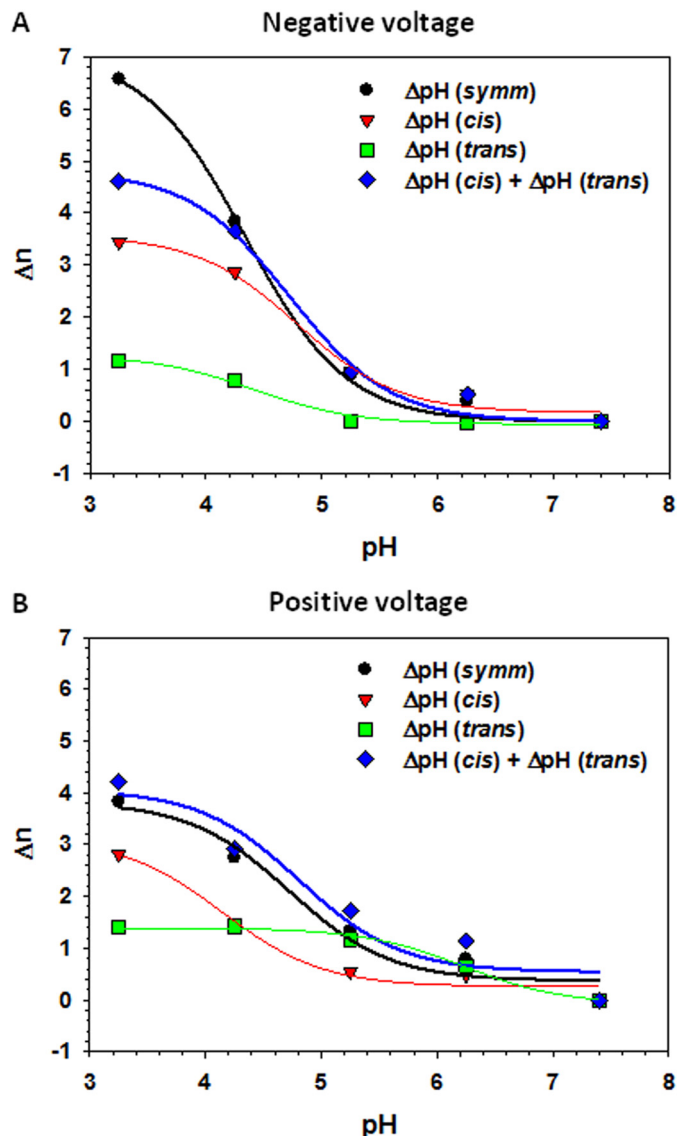 A
Negative voltage
7
6
5
4
3
2
1
0
-1
Δn
ΔpH (symm)
ΔpH (cis)
ΔpH (trans)
ΔpH (cis) + ΔpH (trans)
3 4 5 6 7 8
pH
B
Positive voltage
7
6
5
4
3
2
1
0
-1
Δn
ΔpH (symm)
ΔpH (cis)
ΔpH (trans)
ΔpH (cis) + ΔpH (trans)
3 4 5 6 7 8
pH